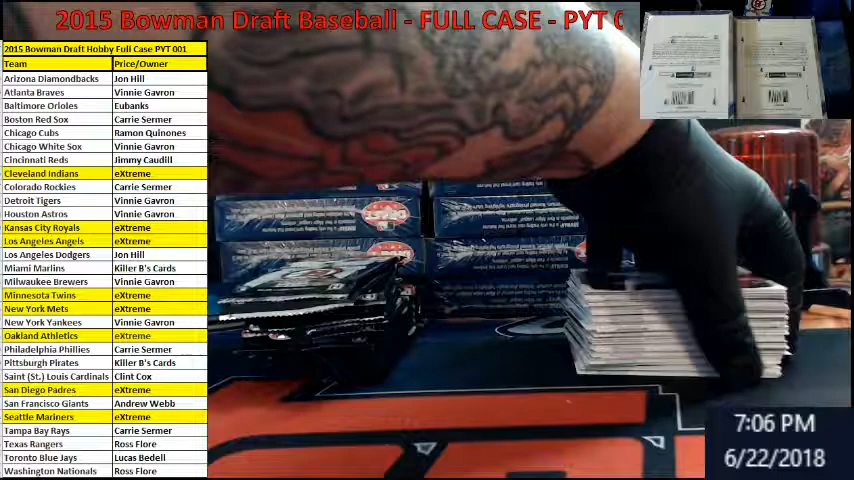 2015 Bowman Draft Baseball - FULL CASE - PYT
2015 Bowman Draft Hobby Full Case PYT 001
Team Price/Owner
Arizona Diamondbacks Jon Hill
Atlanta Braves Vinnie Gavron
Baltimore Orioles Eubanks
Boston Red Sox Carrie Sermer
Chicago Cubs Ramon Quinones
Chicago White Sox Vinnie Gavron
Cincinnati Reds Jimmy Caudill
Cleveland Indians eXtreme
Colorado Rockies Carrie Sermer
Detroit Tigers Vinnie Gavron
Houston Astros Vinnie Gavron
Kansas City Royals eXtreme
Los Angeles Angels eXtreme
Los Angeles Dodgers Jon Hill
Miami Marlins Killer B's Cards
Milwaukee Brewers Vinnie Gavron
Minnesota Twins eXtreme
New York Mets eXtreme
New York Yankees Vinnie Gavron
Oakland Athletics eXtreme
Philadelphia Phillies Carrie Sermer
Pittsburgh Pirates Killer B's Cards
Saint (St.) Louis Cardinals Clint Cox
San Diego Padres eXtreme
San Francisco Giants Andrew Webb
Seattle Mariners eXtreme
Tampa Bay Rays Carrie Sermer
Texas Rangers Ross Flore
Toronto Blue Jays Lucas Bedell
Washington Nationals Ross Flore
DRAFT
7:06 PM
6/22/2018